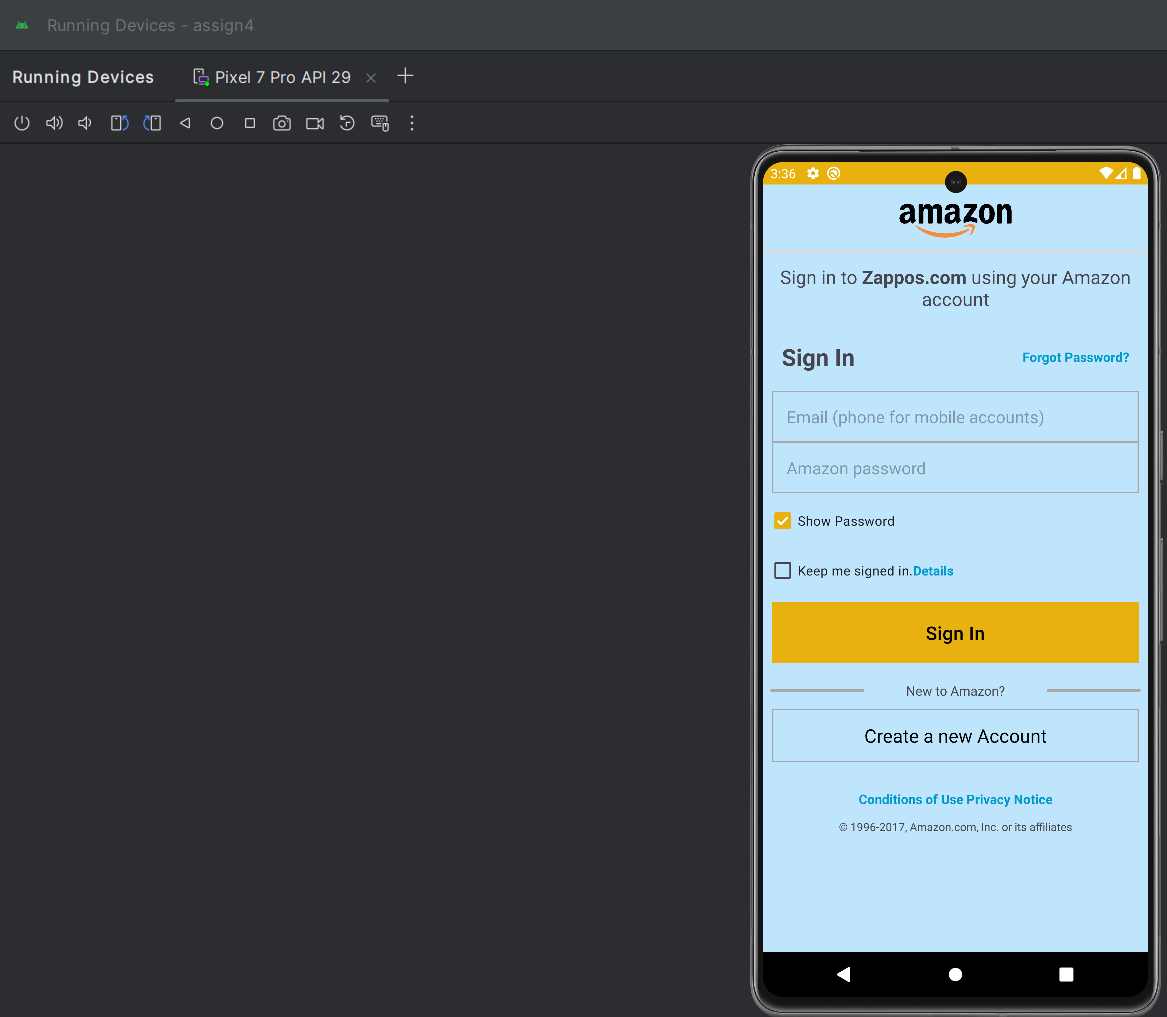 Running Devices - assign4
Running Devices
Pixel 7 Pro API 29
3:36
amazon
Sign in to Zappos.com using your Amazon
account
Sign In
Forgot Password?
Email (phone for mobile accounts)
Amazon password
Show Password
Keep me signed in.Details
Sign In
New to Amazon?
Create a new Account
Conditions of Use Privacy Notice
© 1996-2017, Amazon.com, Inc. or its affiliates